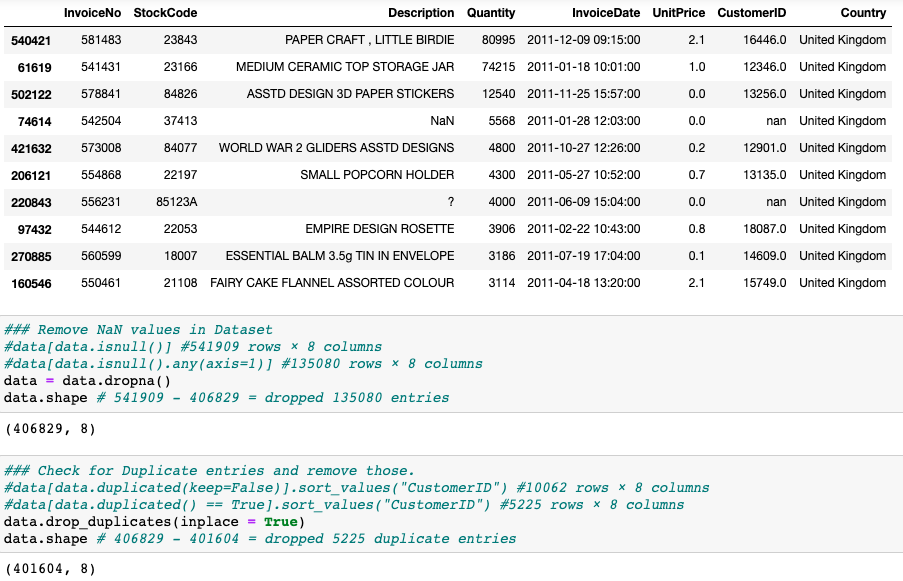 InvoiceNo StockCode Description Quantity InvoiceDate UnitPrice CustomerID Country
540421 581483 23843 PAPER CRAFT , LITTLE BIRDIE 80995 2011-12-09 09:15:00 2.1 16446.0 United Kingdom
61619 541431 23166 MEDIUM CERAMIC TOP STORAGE JAR 74215 2011-01-18 10:01:00 1.0 12346.0 United Kingdom
502122 578841 84826 ASSTD DESIGN 3D PAPER STICKERS 12540 2011-11-25 15:57:00 0.0 13256.0 United Kingdom
74614 542504 37413 NaN 5568 2011-01-28 12:03:00 0.0 nan United Kingdom
421632 573008 84077 WORLD WAR 2 GLIDERS ASSTD DESIGNS 4800 2011-10-27 12:26:00 0.2 12901.0 United Kingdom
206121 554868 22197 SMALL POPCORN HOLDER 4300 2011-05-27 10:52:00 0.7 13135.0 United Kingdom
220843 556231 85123A ? 4000 2011-06-09 15:04:00 0.0 nan United Kingdom
97432 544612 22053 EMPIRE DESIGN ROSETTE 3906 2011-02-22 10:43:00 0.8 18087.0 United Kingdom
270885 560599 18007 ESSENTIAL BALM 3.5g TIN IN ENVELOPE 3186 2011-07-19 17:04:00 0.1 14609.0 United Kingdom
160546 550461 21108 FAIRY CAKE FLANNEL ASSORTED COLOUR 3114 2011-04-18 13:20:00 2.1 15749.0 United Kingdom
### Remove NaN values in Dataset
#data[data.isnull()] #541909 rows × 8 columns
#data[data.isnull().any(axis=1)] #135080 rows × 8 columns
data = data.dropna()
data.shape # 541909 - 406829 = dropped 135080 entries
(406829, 8)
### Check for Duplicate entries and remove those.
#data[data.duplicated(keep=False)].sort_values("CustomerID") #10062 rows × 8 columns
#data[data.duplicated() == True].sort_values("CustomerID") #5225 rows × 8 columns
data.drop_duplicates(inplace = True)
data.shape # 406829 - 401604 = dropped 5225 duplicate entries
(401604, 8)